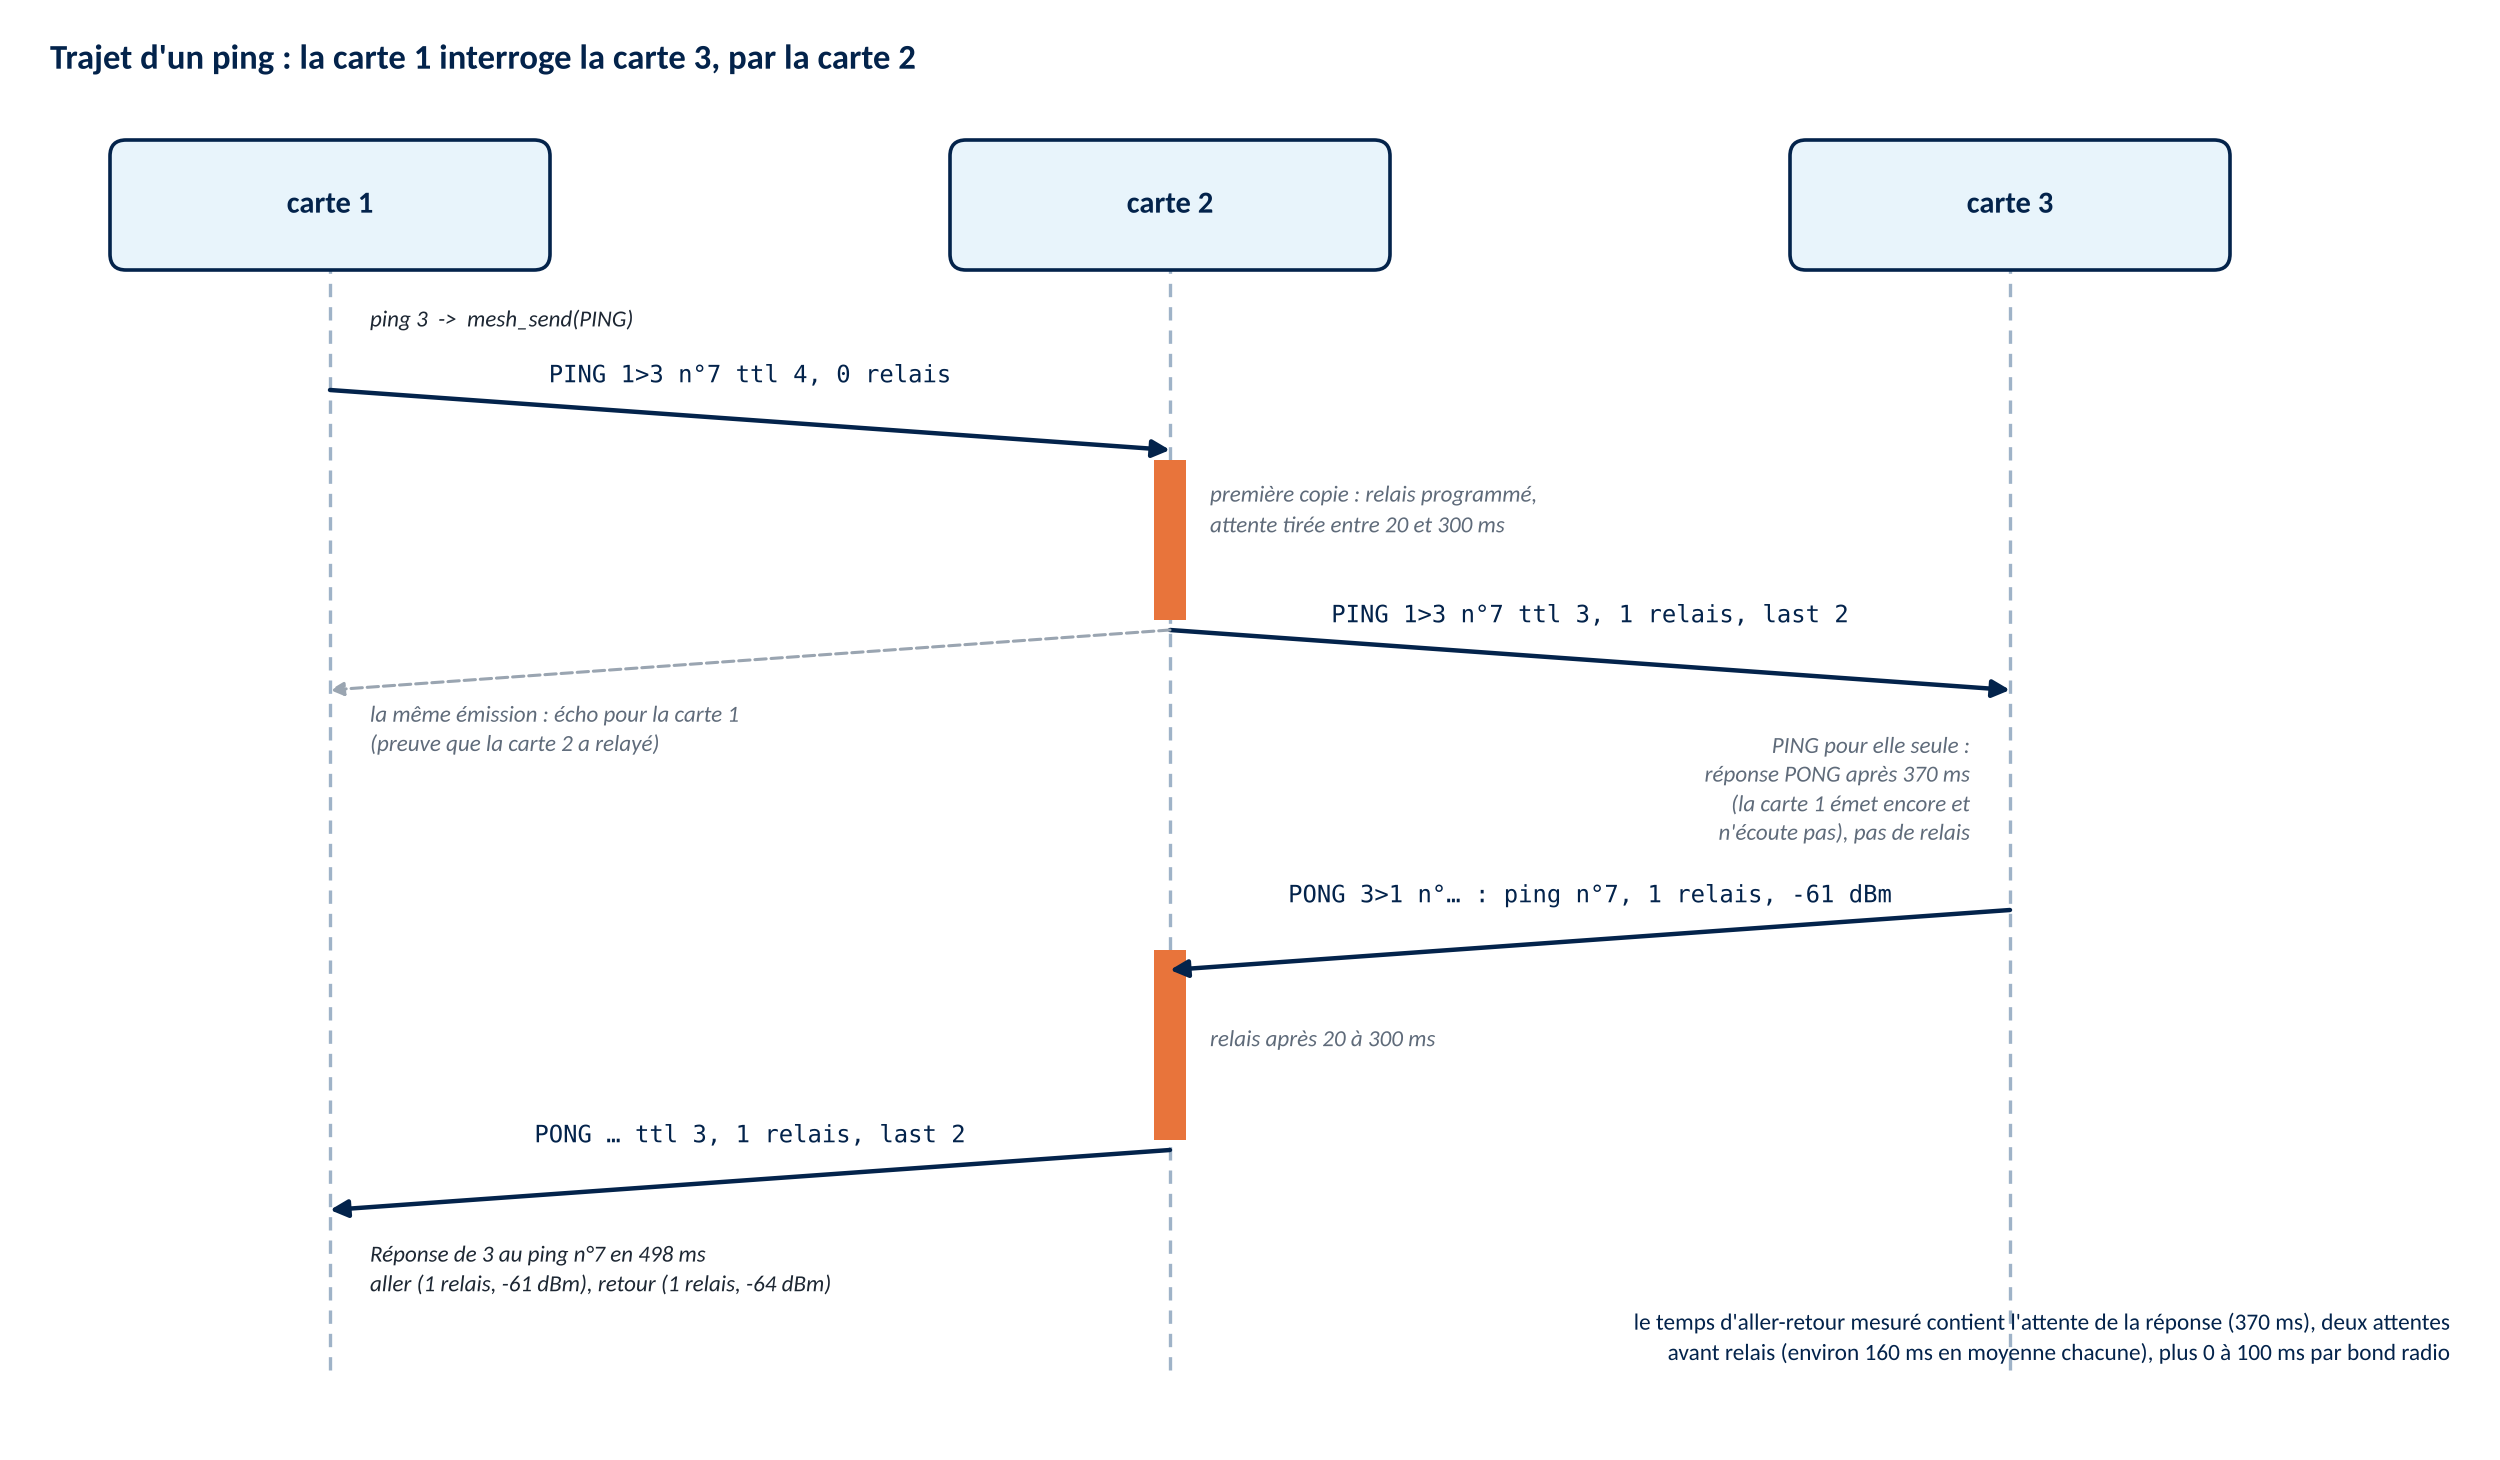 Trajet d'un ping : la carte 1 interroge la carte 3, par la carte 2
carte 1
carte 2
carte 3
ping 3 -> mesh_send(PING)
PING 1>3 n°7 ttl 4, 0 relais
première copie : relais programmé,
attente tirée entre 20 et 300 ms
PING 1>3 n°7 ttl 3, 1 relais, last 2
la même émission : écho pour la carte 1
(preuve que la carte 2 a relayé)
PING pour elle seule :
réponse PONG après 370 ms
(la carte 1 émet encore et
n'écoute pas), pas de relais
PONG 3>1 n°… : ping n°7, 1 relais, -61 dBm
relais après 20 à 300 ms
PONG … ttl 3, 1 relais, last 2
Réponse de 3 au ping n°7 en 498 ms
aller (1 relais, -61 dBm), retour (1 relais, -64 dBm)
le temps d'aller-retour mesuré contient l'attente de la réponse (370 ms), deux attentes
avant relais (environ 160 ms en moyenne chacune), plus 0 à 100 ms par bond radio